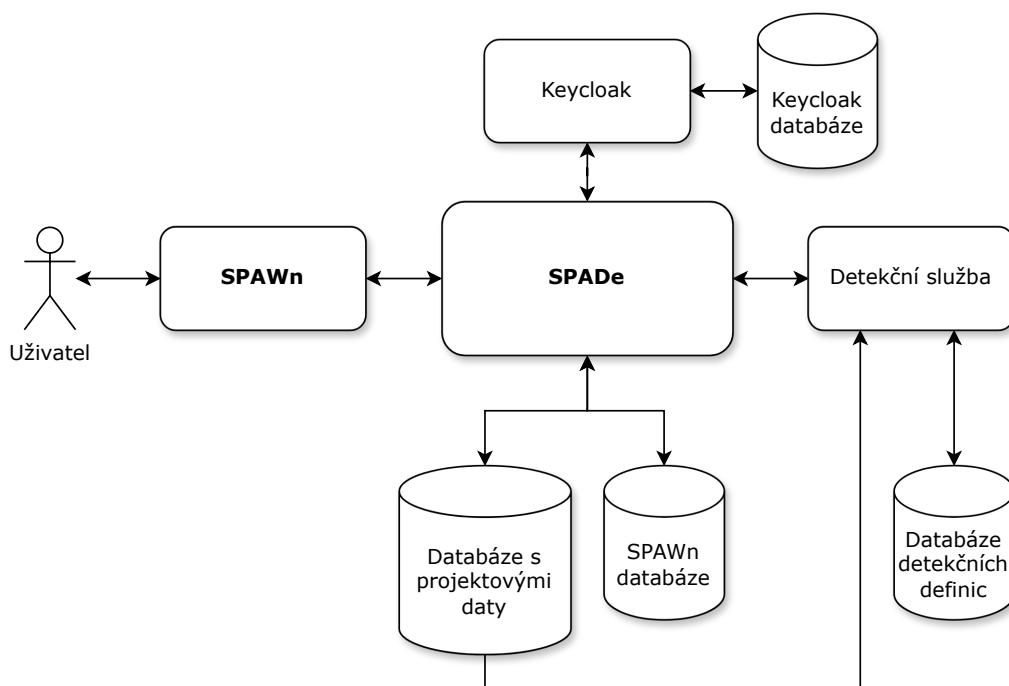 Keycloak
Keycloak
databáze
SPAWn
SPADe
Detekční služba
Uživatel
Databáze s
projektovými
daty
SPAWn
databáze
Databáze
detekčních
definic